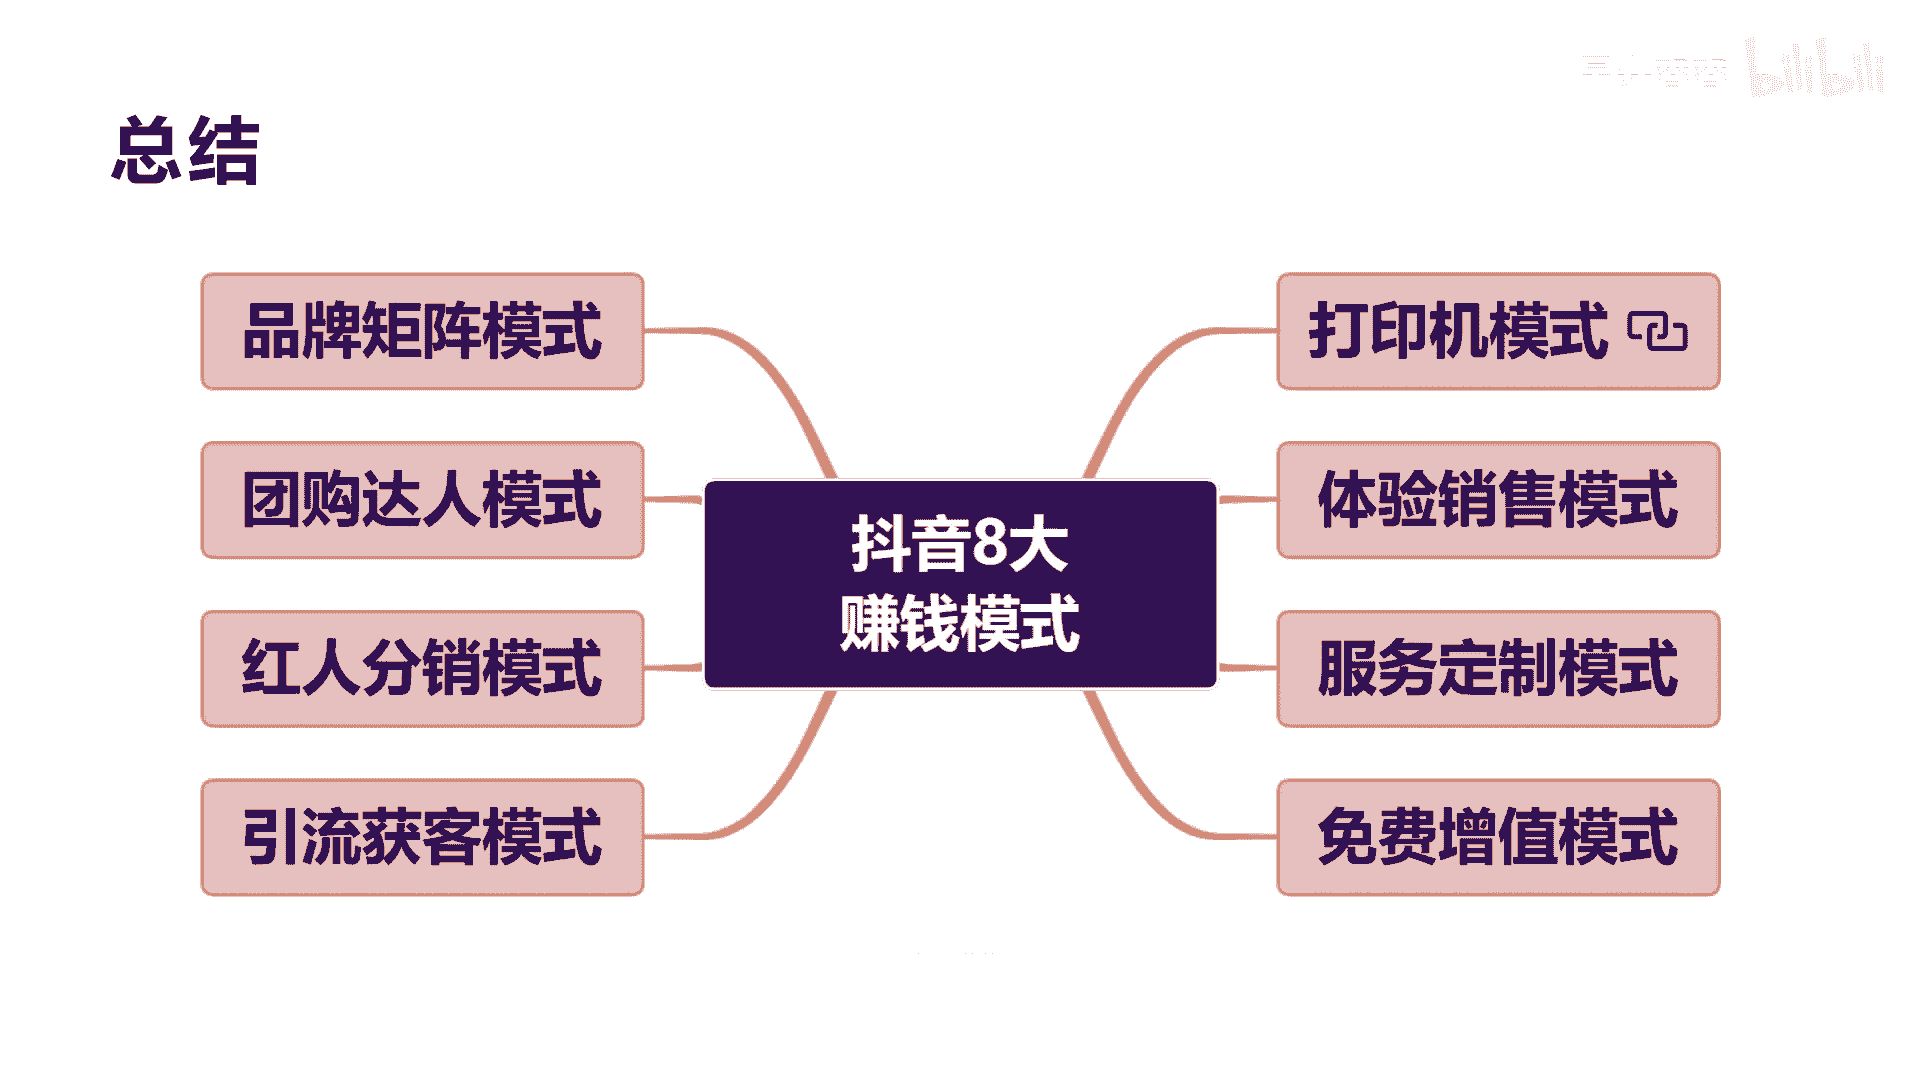 bilibili
总结
品牌矩阵模式
团购达人模式
红人分销模式
引流获客模式
抖音8大
赚钱模式
打印机模式
体验销售模式
服务定制模式
免费增值模式